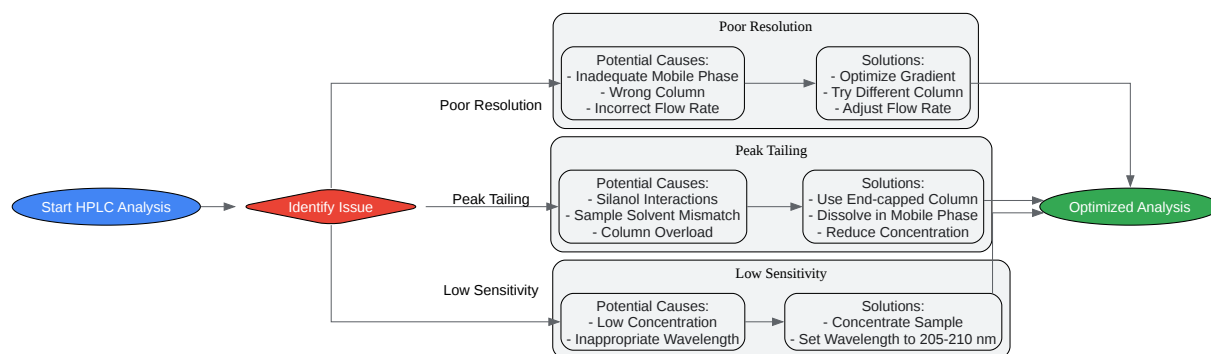 Start HPLC Analysis
Identify Issue
Poor Resolution
Poor Resolution
Potential Causes:
- Inadequate Mobile Phase
- Wrong Column
- Incorrect Flow Rate
Solutions:
- Optimize Gradient
- Try Different Column
- Adjust Flow Rate
Peak Tailing
Peak Tailing
Potential Causes:
- Silanol Interactions
- Sample Solvent Mismatch
- Column Overload
Solutions:
- Use End-capped Column
- Dissolve in Mobile Phase
- Reduce Concentration
Low Sensitivity
Low Sensitivity
Potential Causes:
- Low Concentration
- Inappropriate Wavelength
Solutions:
- Concentrate Sample
- Set Wavelength to 205-210 nm
Optimized Analysis